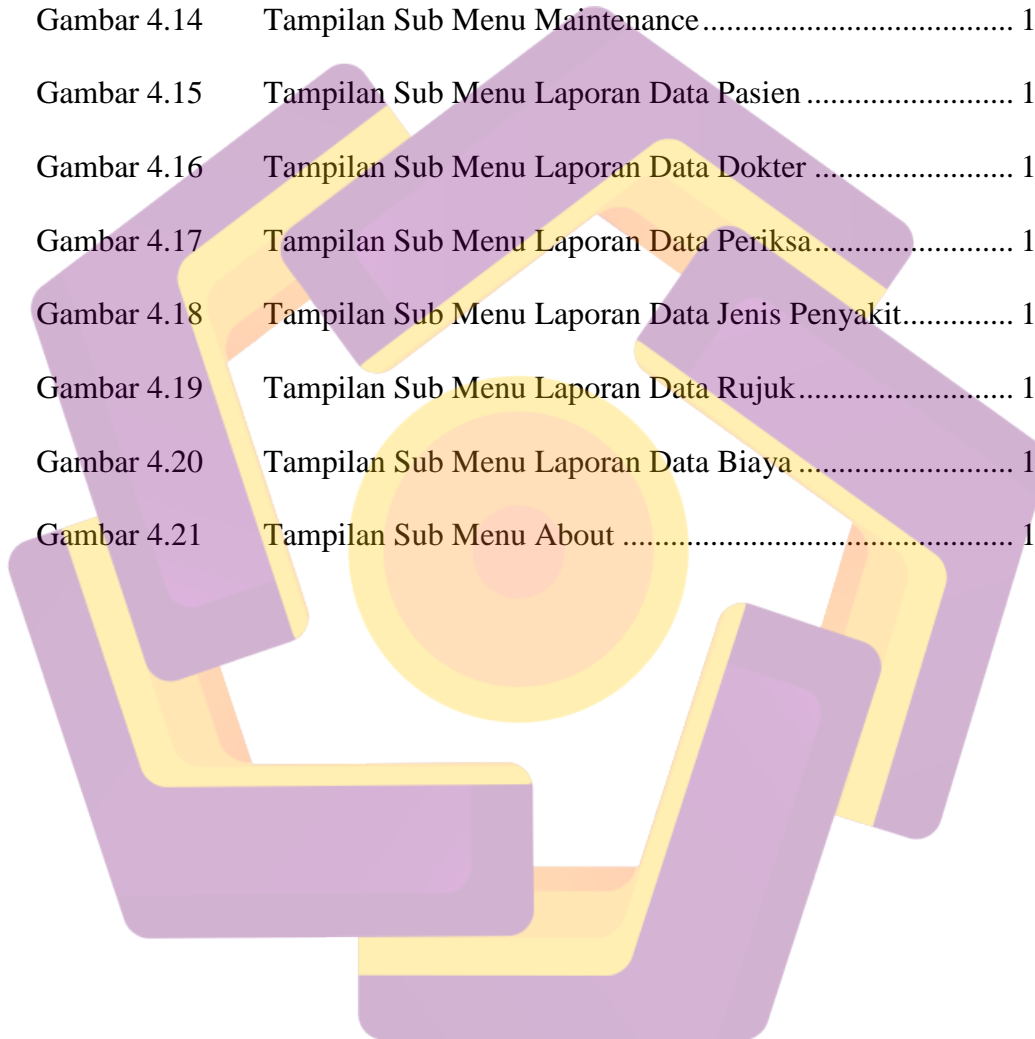 Gambar 4.14 Tampilan Sub Menu Maintenance....................................... 1
Gambar 4.15 Tampilan Sub Menu Laporan Data Pasien .......................... 1
Gambar 4.16 Tampilan Sub Menu Laporan Data Dokter ......................... 1
Gambar 4.17 Tampilan Sub Menu Laporan Data Periksa......................... 1
Gambar 4.18 Tampilan Sub Menu Laporan Data Jenis Penyakit.............. 1
Gambar 4.19 Tampilan Sub Menu Laporan Data Rujuk........................... 1
Gambar 4.20 Tampilan Sub Menu Laporan Data Biaya ........................... 1
Gambar 4.21 Tampilan Sub Menu About ................................................. 1